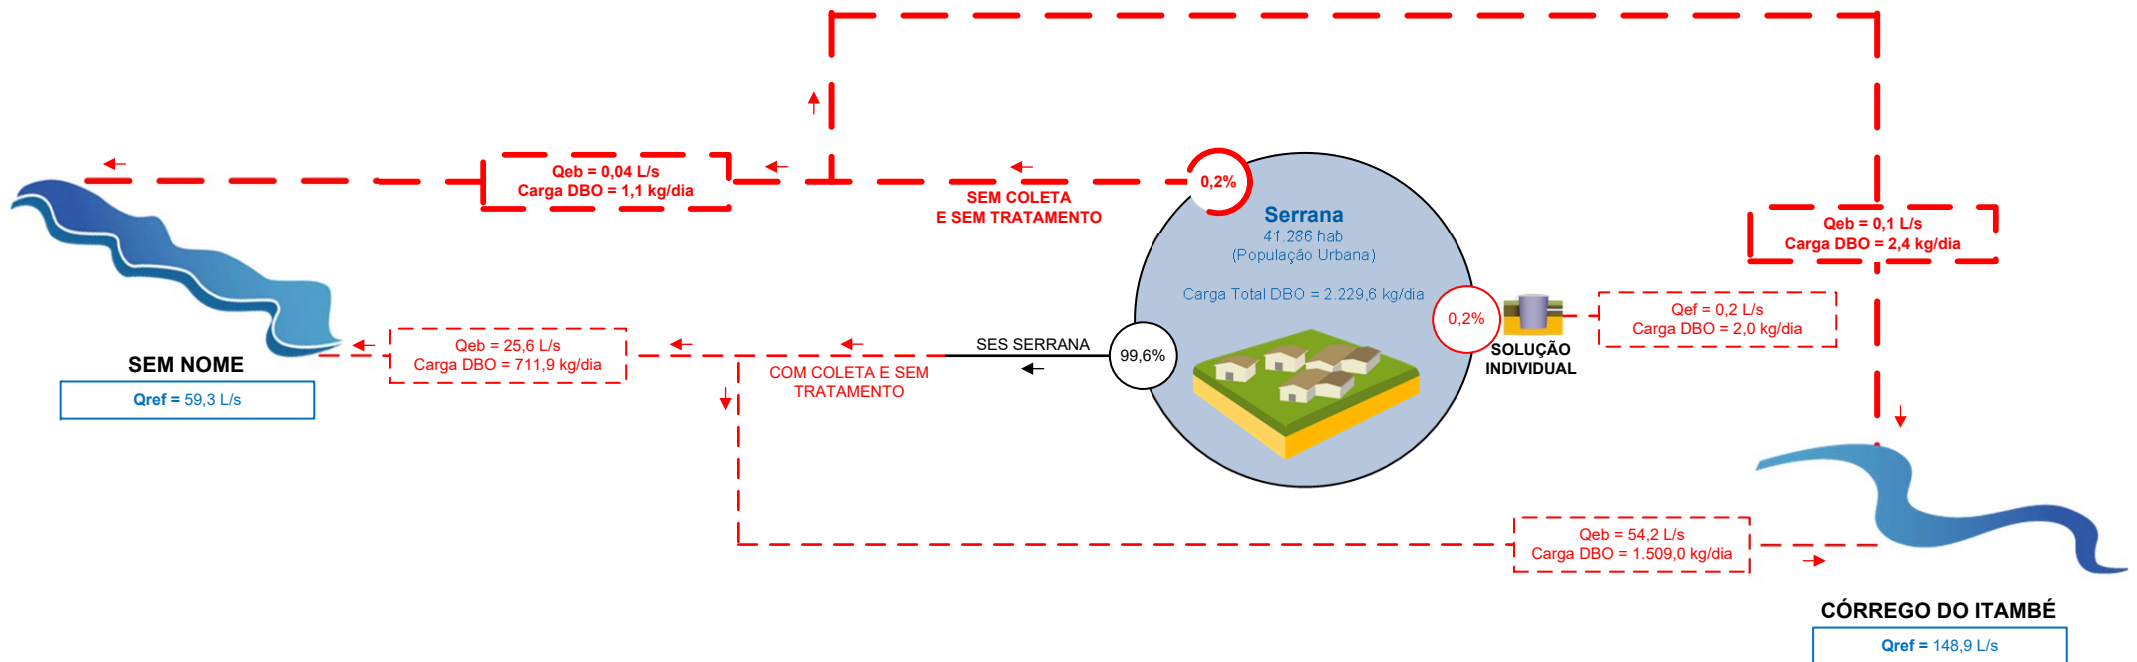 Qeb = 0,04 L/s
Carga DBO = 1,1 kg/dia
SEM COLETA
E SEM TRATAMENTO
0,2%
Serrana
41.286 hab
(População Urbana)
Carga Total DBO = 2.229,6 kg/dia
Qeb = 0,1 L/s
Carga DBO = 2,4 kg/dia
0,2%
SOLUÇÃO
INDIVIDUAL
Qef = 0,2 L/s
Carga DBO = 2,0 kg/dia
SEM NOME
Qref = 59,3 L/s
Qeb = 25,6 L/s
Carga DBO = 711,9 kg/dia
COM COLETA E SEM
TRATAMENTO
SES SERRANA
99,6%
Qeb = 54,2 L/s
Carga DBO = 1.509,0 kg/dia
CÓRREGO DO ITAMBÉ
Qref = 148,9 L/s